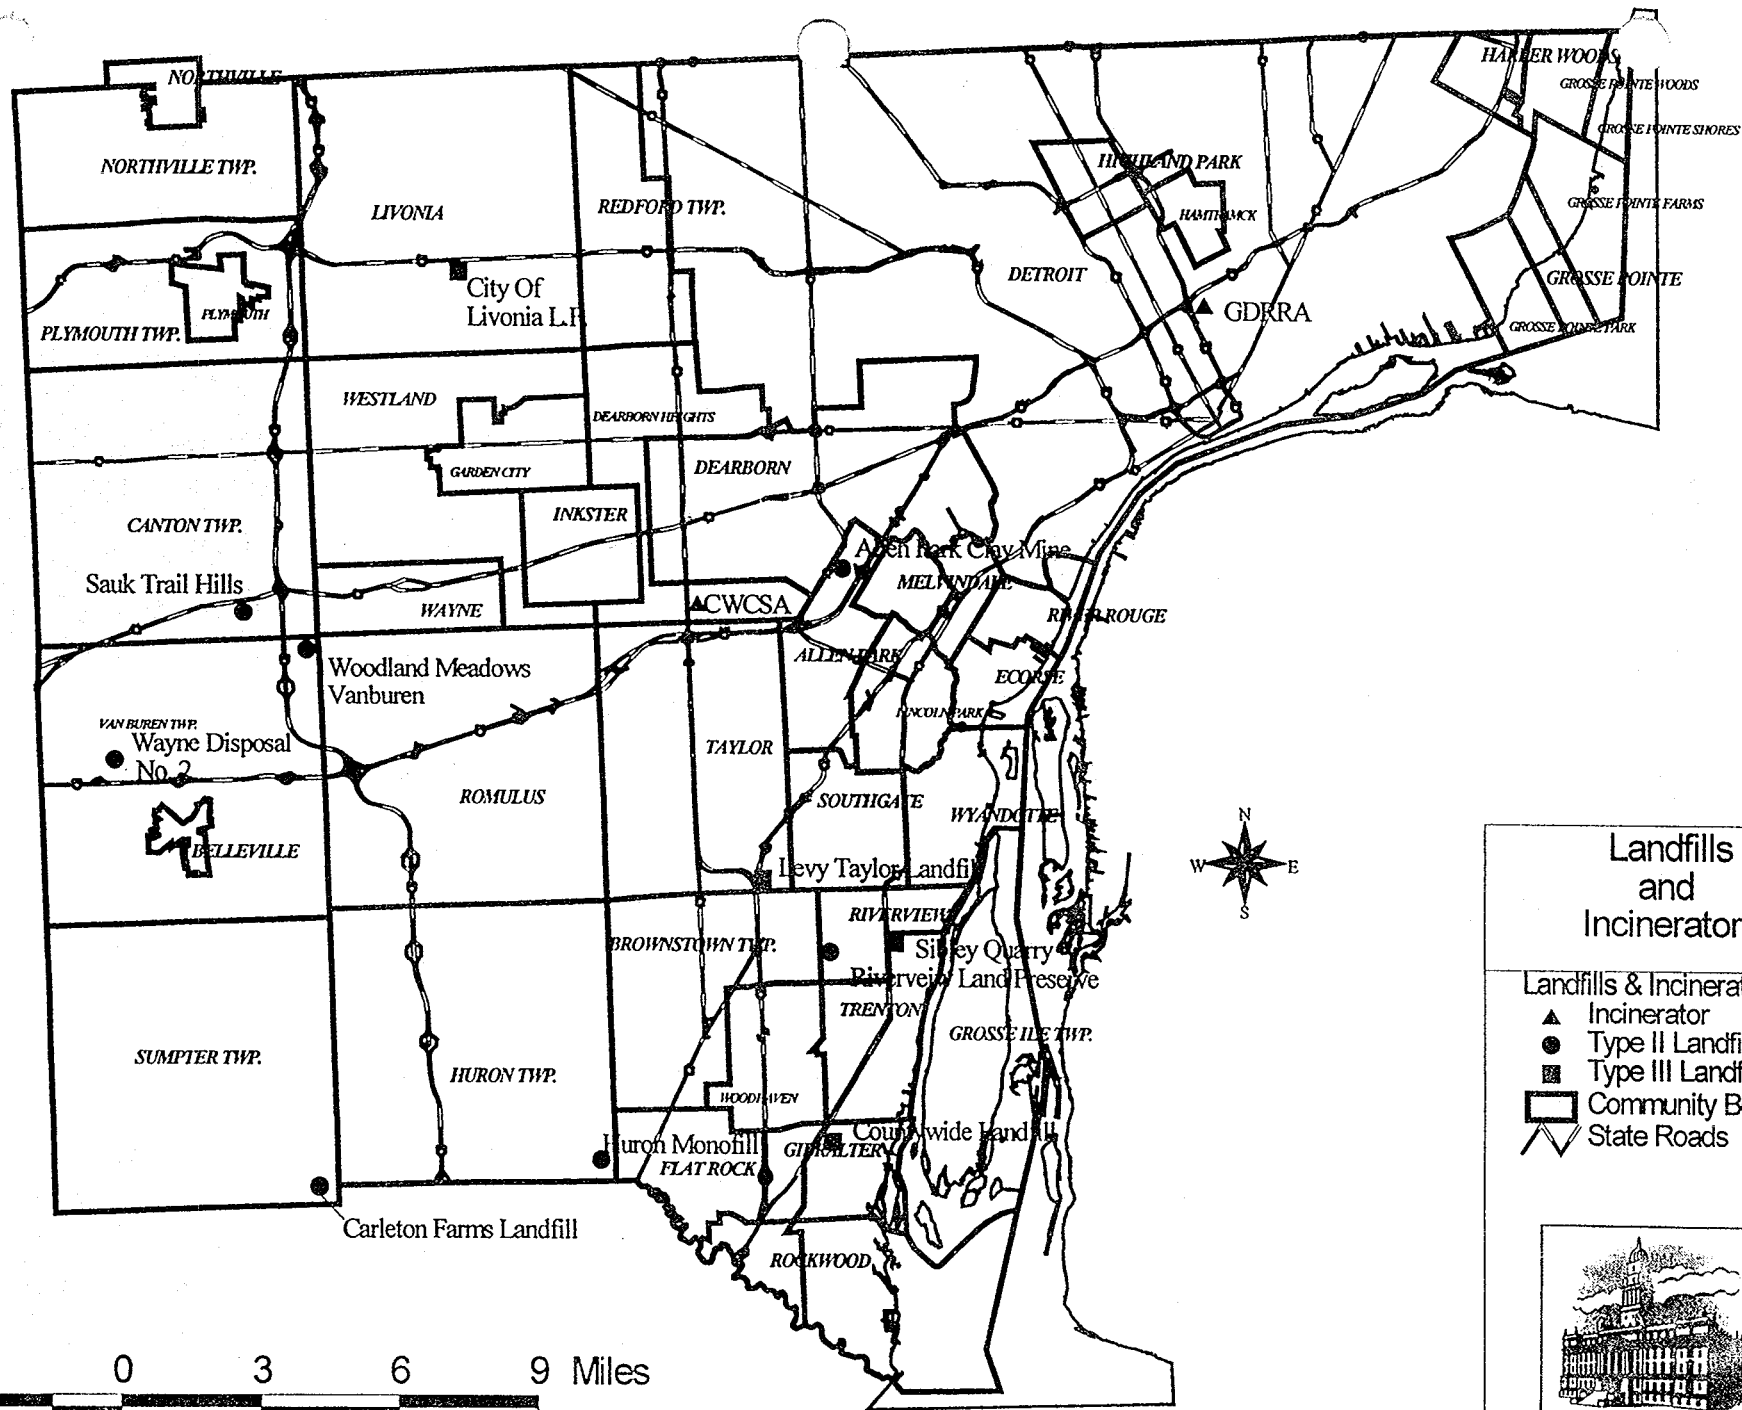 NORTHVILLE
HARPER WOODS
GROSSE POINTE WOODS
GROSSE POINTE SHORES
NORTHVILLE TWP.
HIGHLAND PARK
LIVONIA
REDFORD TWP.
HAMTRAMCK
GROSSE POINTE FARMS
DETROIT
GROSSE POINTE
City Of
Livonia L.F.
GDRRA
PLYMOUTH
PLYMOUTH TWP.
GROSSE POINTE PARK
WESTLAND
DEARBORN HEIGHTS
GARDEN CITY
DEARBORN
INKSTER
CANTON TWP.
Allen Park Clay Mine
MELVINDALE
Sauk Trail Hills
WAYNE
CWCSA
RIVER ROUGE
ALLEN PARK
ECORSE
Woodland Meadows
Vanburen
LINCOLN PARK
VAN BUREN TWP.
Wayne Disposal
No. 2
TAYLOR
ROMULUS
SOUTHGATE
WYANDOTTE
BELLEVILLE
Levy Taylor Landfill
RIVERVIEW
BROWNSTOWN TWP.
Sibley Quarry
Riverveiw Land Preserve
TRENTON
GROSSE ILE TWP.
SUMPTER TWP.
HURON TWP.
WOODHAVEN
Huron Monofill
Countywide Landfill
GIBRALTER
FLAT ROCK
Carleton Farms Landfill
ROCKWOOD
N
W E
S
Landfills
and
Incinerator
Landfills & Incinerat
Incinerator
Type II Landfi
Type III Landf
Community B
State Roads
0 3 6 9 Miles